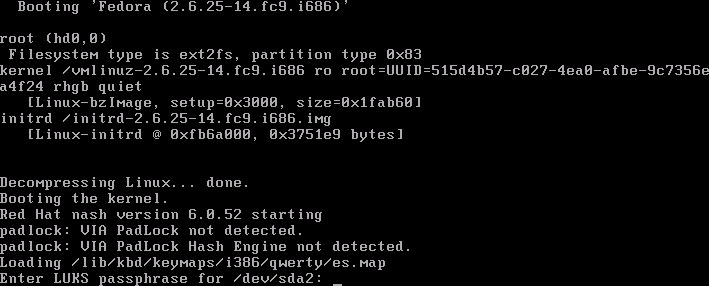 Booting 'Fedora (2.6.25-14.fc9.i686)'
root (hd0,0)
Filesystem type is ext2fs, partition type 0x83
kernel /vmlinuz-2.6.25-14.fc9.i686 ro root=UUID=515d4b57-c027-4ea0-afbe-9c7356e
a4f24 rhgb quiet
[Linux-bzImage, setup=0x3000, size=0x1fab60]
initrd /initrd-2.6.25-14.fc9.i686.img
[Linux-initrd @ 0xfb6a000, 0x3751e9 bytes]
Decompressing Linux... done.
Booting the kernel.
Red Hat nash version 6.0.52 starting
padlock: VIA PadLock not detected.
padlock: VIA PadLock Hash Engine not detected.
Loading /lib/kbd/keymaps/i386/qwerty/es.map
Enter LUKS passphrase for /dev/sda2: _